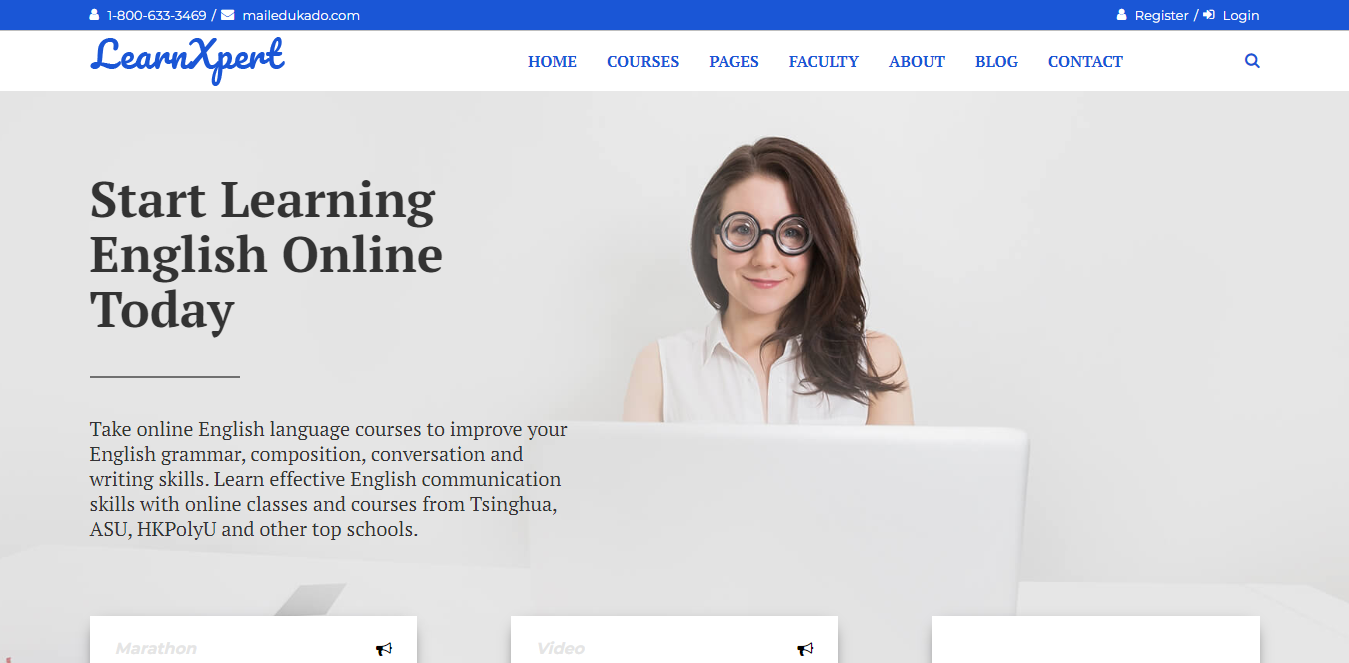 1-800-633-3469 / mailedukado.com
Register / Login
LearnXpert
HOME COURSES PAGES FACULTY ABOUT BLOG CONTACT
Start Learning
English Online
Today
Take online English language courses to improve your
English grammar, composition, conversation and
writing skills. Learn effective English communication
skills with online classes and courses from Tsinghua,
ASU, HKPolyU and other top schools.
Marathon
Video